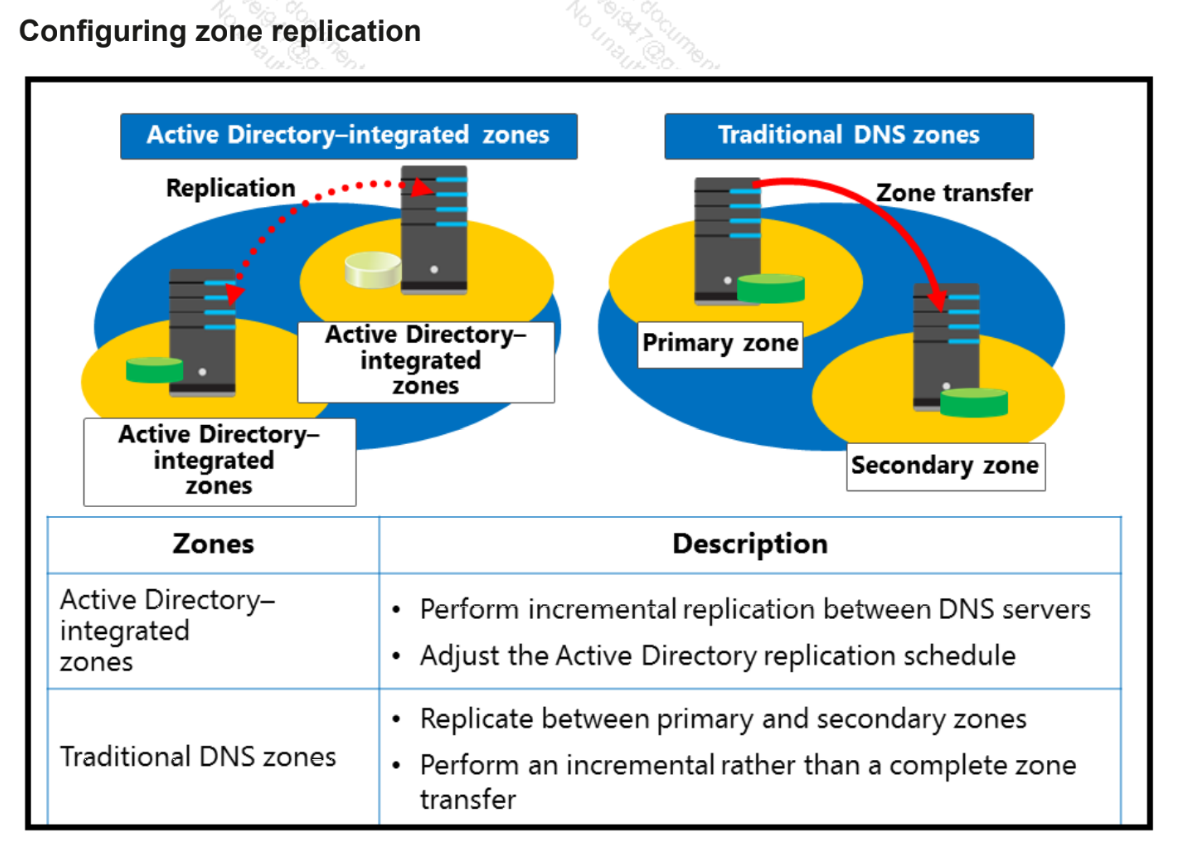 Configuring zone replication
Active Directory–integrated zones
Traditional DNS zones
Replication
Zone transfer
Active Directory–
integrated
zones
Primary zone
Active Directory–
integrated
zones
Secondary zone
Zones
Description
Active Directory–
integrated
zones
• Perform incremental replication between DNS servers
• Adjust the Active Directory replication schedule
Traditional DNS zones
• Replicate between primary and secondary zones
• Perform an incremental rather than a complete zone
transfer